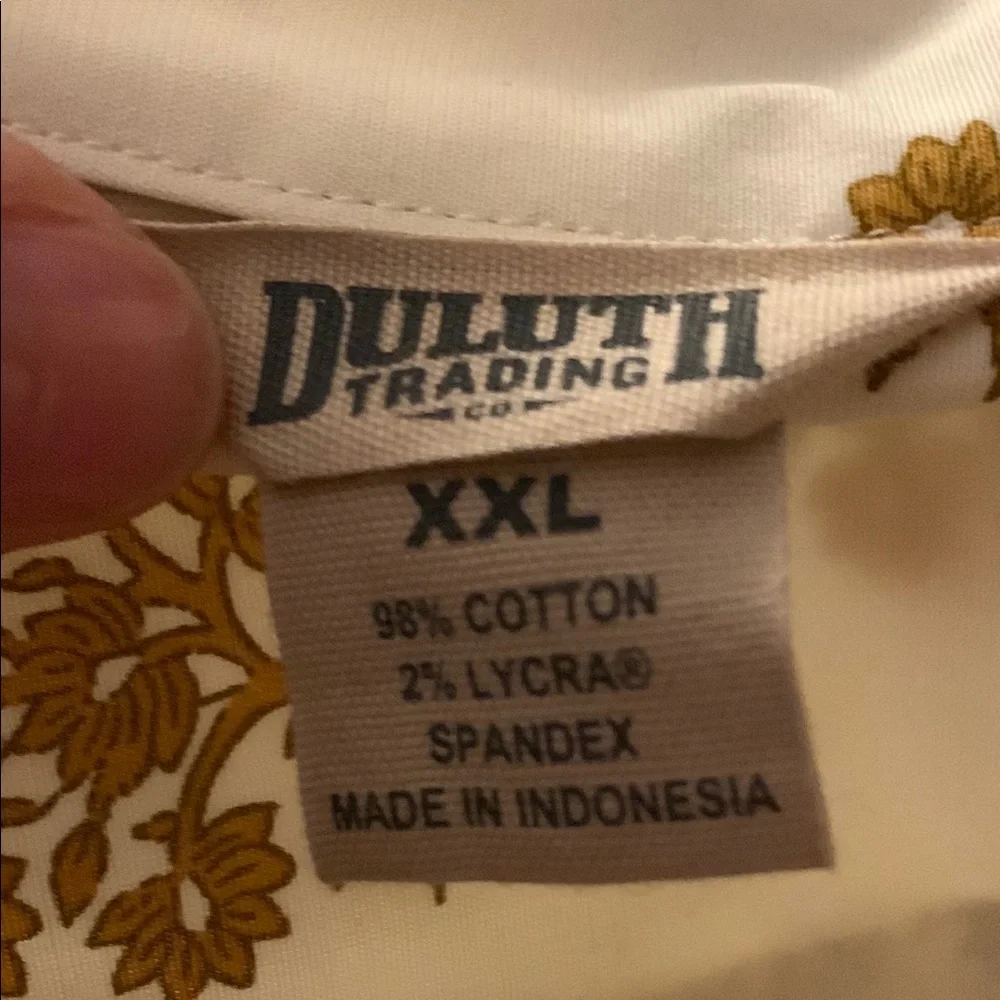 DULUTH
TRADING
CO
XXL
98% COTTON
2% LYCRA®
SPANDEX
MADE IN INDONESIA